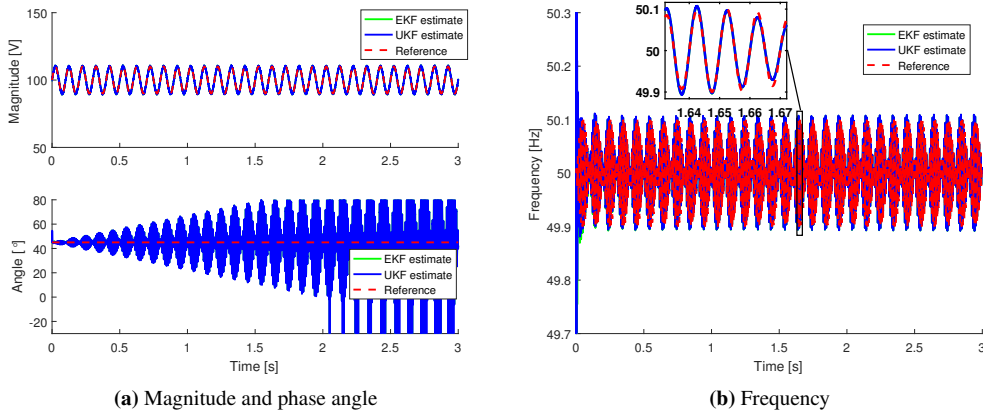 150
100
50
Magnitude [V]
EKF estimate
UKF estimate
Reference
0 0.5 1 1.5 2 2.5 3
80
60
40
20
0
-20
Angle [°]
EKF estimate
UKF estimate
Reference
0 0.5 1 1.5 2 2.5 3
Time [s]
(a) Magnitude and phase angle
50.3
50.2
50.1
50
49.9
49.8
49.7
Frequency [Hz]
50.1
50
49.9
1.64 1.65 1.66 1.67
EKF estimate
UKF estimate
Reference
0 0.5 1 1.5 2 2.5 3
Time [s]
(b) Frequency